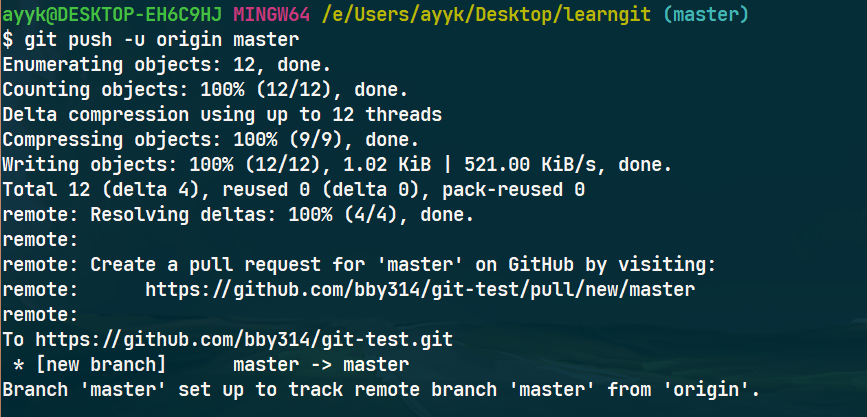 ayyk@DESKTOP-EH6C9HJ MINGW64 /e/Users/ayyk/Desktop/learngit (master)
$ git push -u origin master
Enumerating objects: 12, done.
Counting objects: 100% (12/12), done.
Delta compression using up to 12 threads
Compressing objects: 100% (9/9), done.
Writing objects: 100% (12/12), 1.02 KiB | 521.00 KiB/s, done.
Total 12 (delta 4), reused 0 (delta 0), pack-reused 0
remote: Resolving deltas: 100% (4/4), done.
remote:
remote: Create a pull request for 'master' on GitHub by visiting:
remote:      https://github.com/bby314/git-test/pull/new/master
remote:
To https://github.com/bby314/git-test.git
 * [new branch]      master -> master
Branch 'master' set up to track remote branch 'master' from 'origin'.